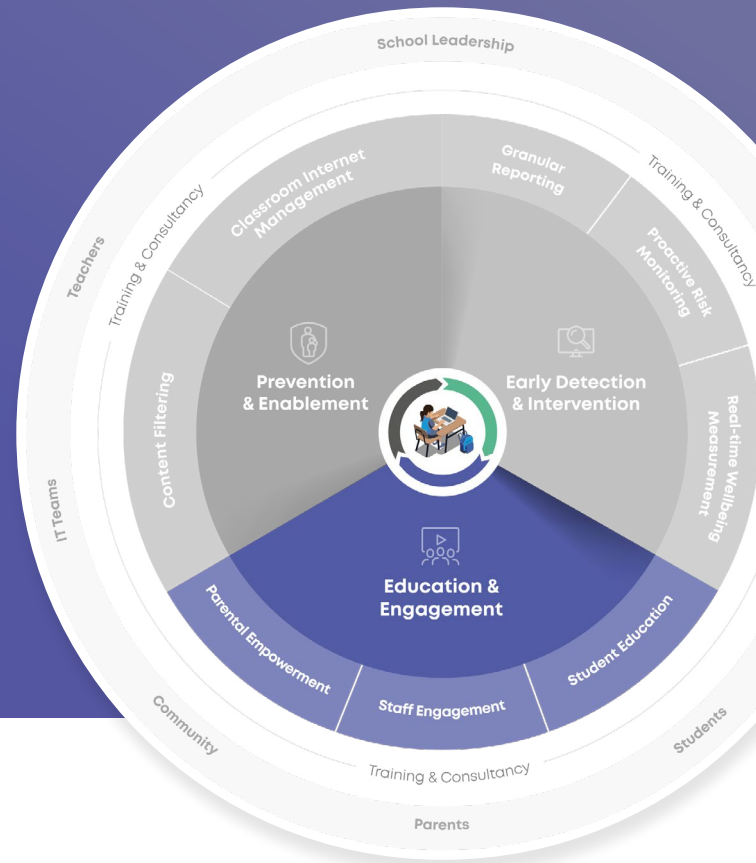 School Leadership
Training & Consultancy
Training & Consultancy
Teachers
Classroom Internet
Management
Granular
Reporting
Proactive Risk
Monitoring
Prevention
& Enablement
Early Detection
& Intervention
Content Filtering
Real-time Wellbeing
Measurement
IT Teams
Education &
Engagement
Parental Empowerment
Staff Engagement
Student Education
Community
Students
Training & Consultancy
Parents